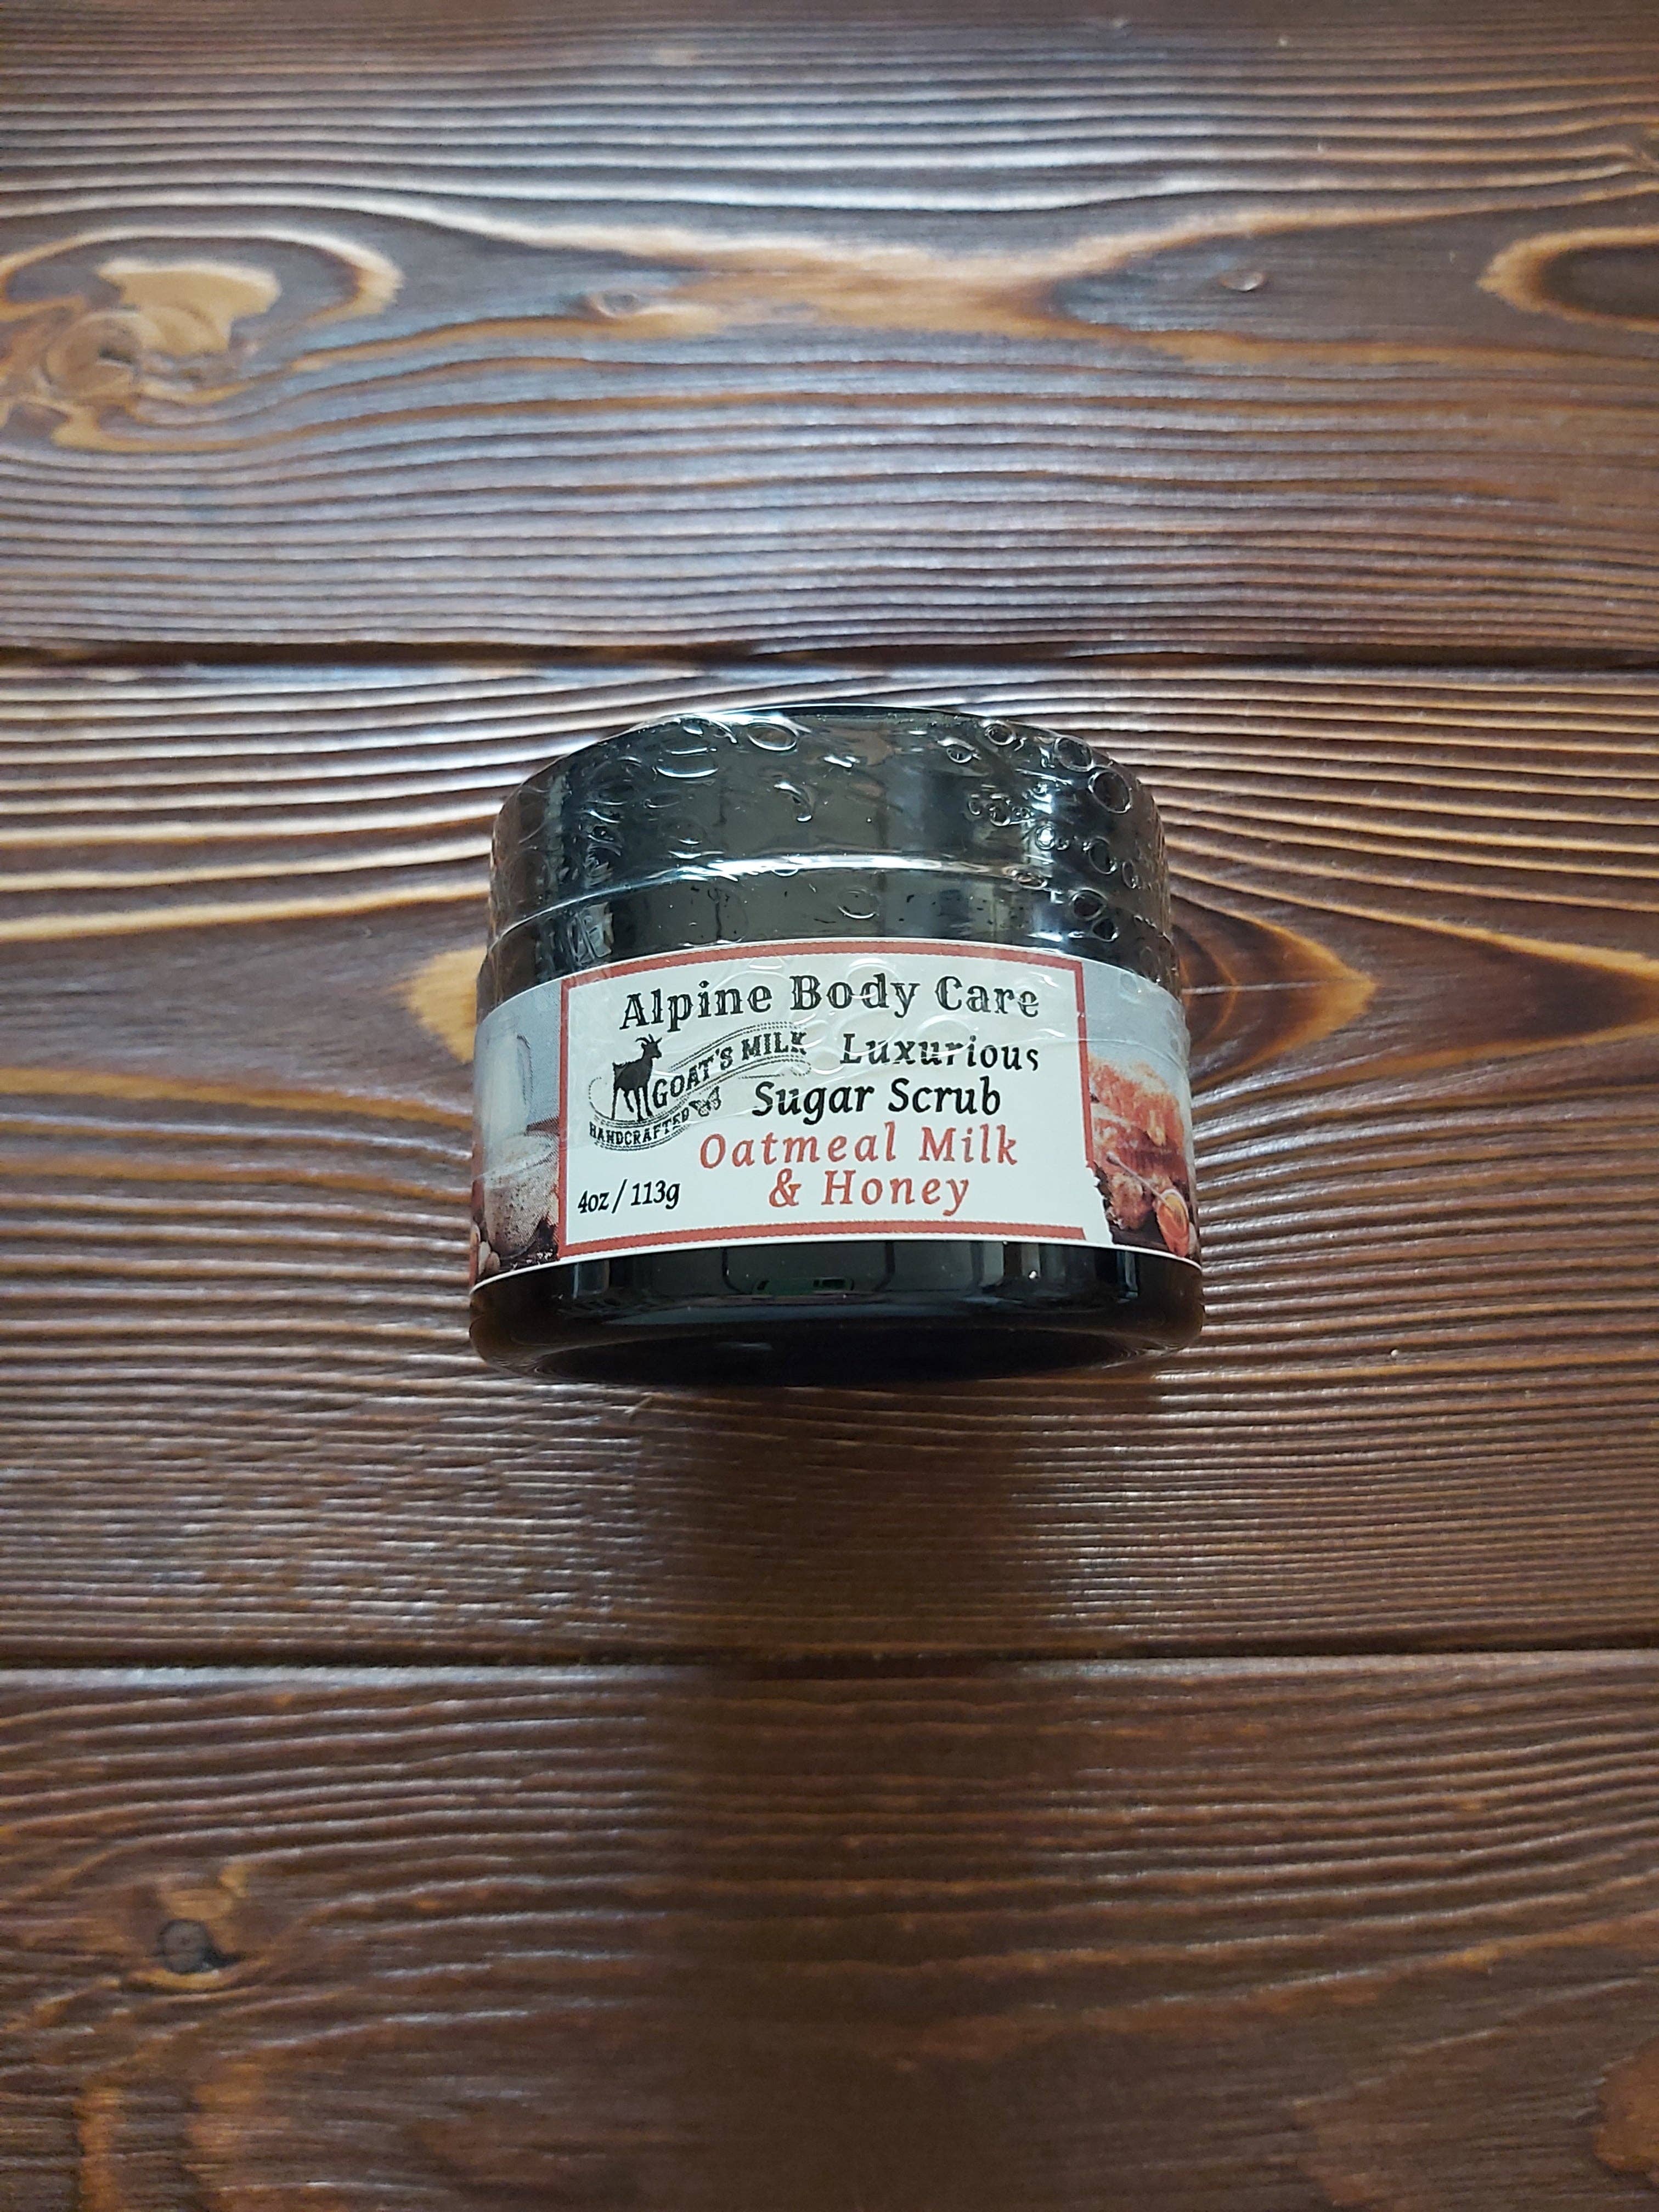 Alpine Body Care
GOAT'S MILK
HANDCRAFTED
Luxurious
Sugar Scrub
Oatmeal Milk
& Honey
4oz / 113g